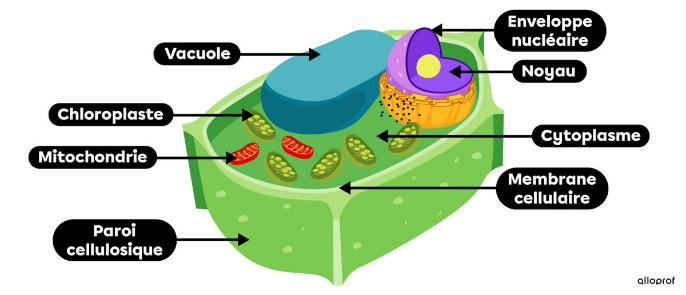 Enveloppe
nucléaire
Vacuole
Noyau
Chloroplaste
Cytoplasme
Mitochondrie
Membrane
cellulaire
Paroi
cellulosique
alloprof